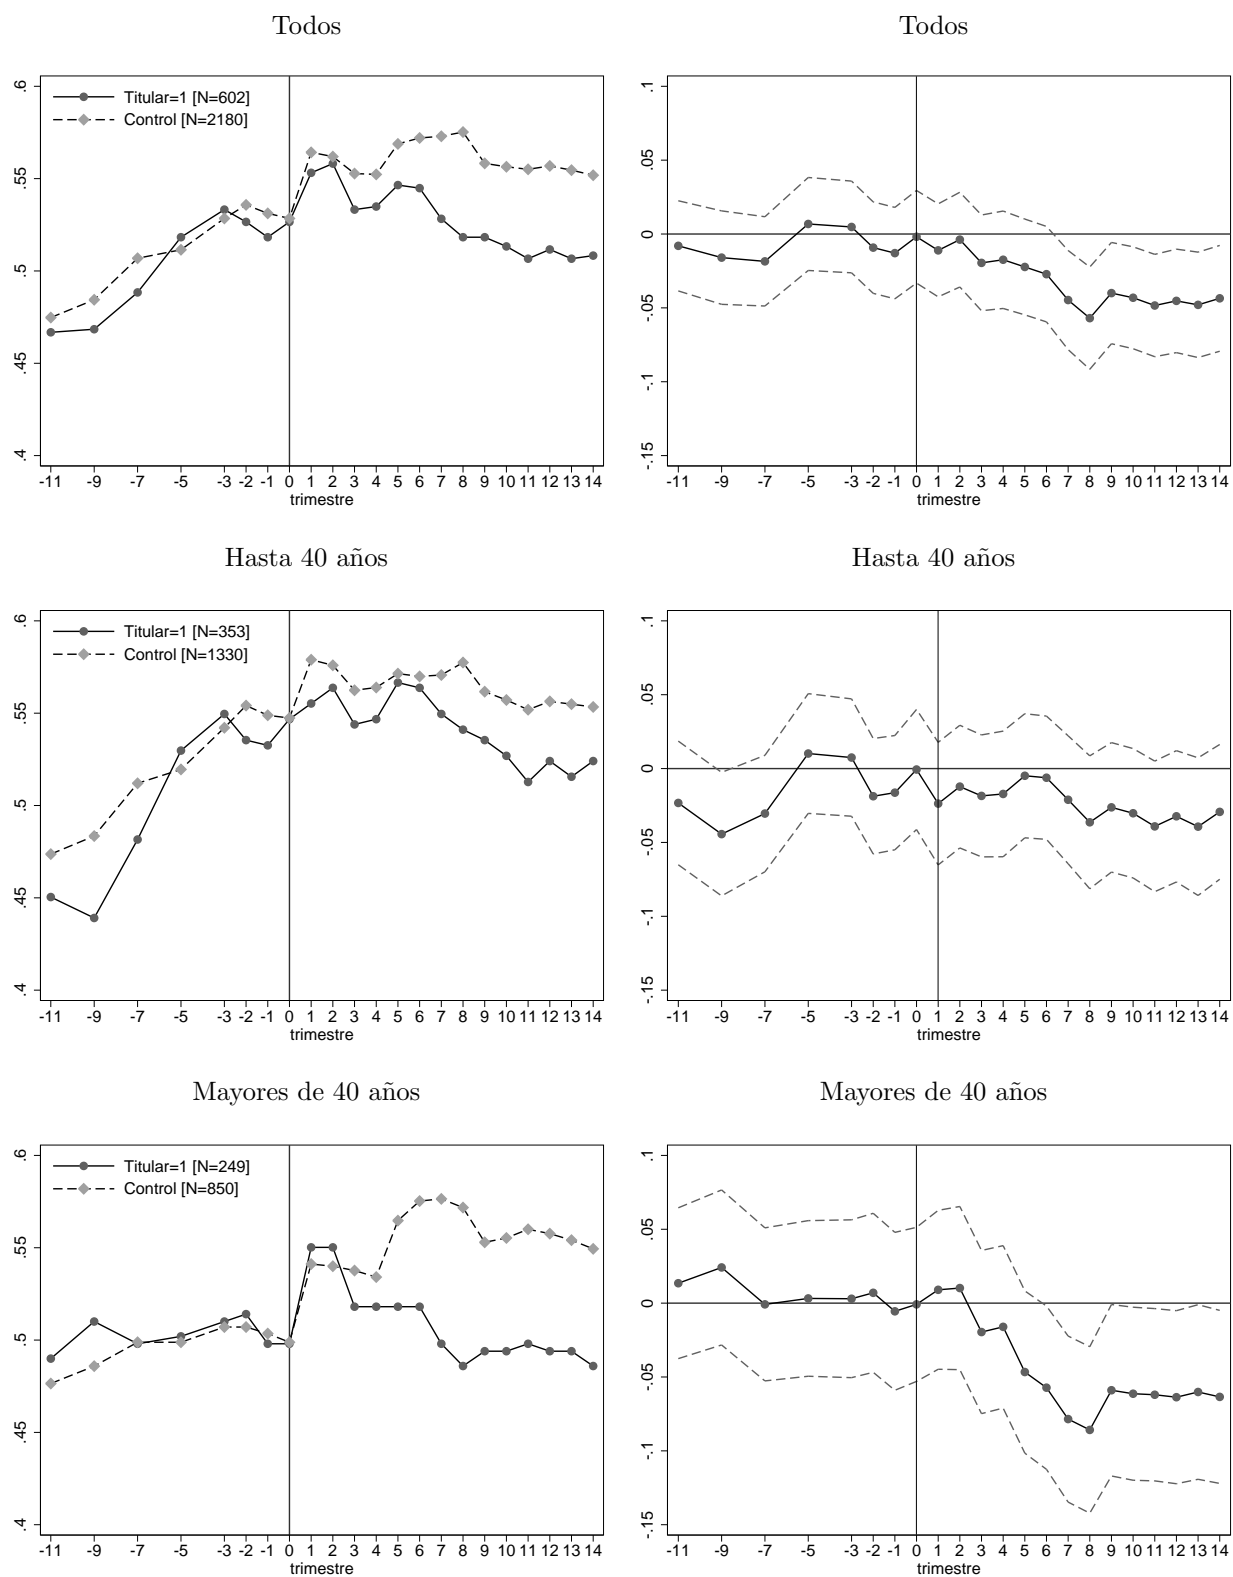 Todos
Titular=1 [N=602]
Control [N=2180]
.6
.55
.5
.45
.4
-11 -9 -7 -5 -3 -2 -1 0 1 2 3 4 5 6 7 8 9 10 11 12 13 14
trimestre
Todos
.1
.05
0
-.05
-.1
-.15
-11 -9 -7 -5 -3 -2 -1 0 1 2 3 4 5 6 7 8 9 10 11 12 13 14
trimestre
Hasta 40 años
Titular=1 [N=353]
Control [N=1330]
.6
.55
.5
.45
.4
-11 -9 -7 -5 -3 -2 -1 0 1 2 3 4 5 6 7 8 9 10 11 12 13 14
trimestre
Hasta 40 años
.1
.05
0
-.05
-.1
-.15
-11 -9 -7 -5 -3 -2 -1 0 1 2 3 4 5 6 7 8 9 10 11 12 13 14
trimestre
Mayores de 40 años
Titular=1 [N=249]
Control [N=850]
.6
.55
.5
.45
.4
-11 -9 -7 -5 -3 -2 -1 0 1 2 3 4 5 6 7 8 9 10 11 12 13 14
trimestre
Mayores de 40 años
.1
.05
0
-.05
-.1
-.15
-11 -9 -7 -5 -3 -2 -1 0 1 2 3 4 5 6 7 8 9 10 11 12 13 14
trimestre